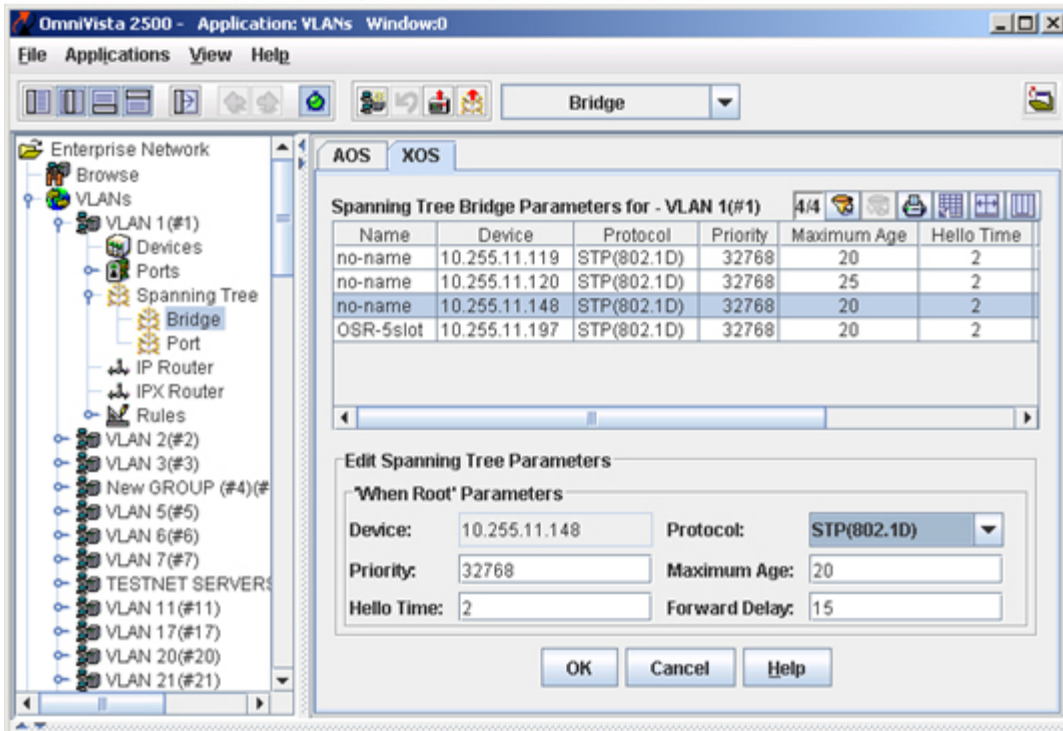 OmniVista 2500 - Application: VLANs Window:0
File Applications View Help
Bridge
Enterprise Network
Browse
VLANs
VLAN 1(#1)
Devices
Ports
Spanning Tree
Bridge
Port
IP Router
IPX Router
Rules
VLAN 2(#2)
VLAN 3(#3)
New GROUP (#4)(#
VLAN 5(#5)
VLAN 6(#6)
VLAN 7(#7)
TESTNET SERVERS
VLAN 11(#11)
VLAN 17(#17)
VLAN 20(#20)
VLAN 21(#21)
AOS XOS
Spanning Tree Bridge Parameters for - VLAN 1(#1) 4/4
Name Device Protocol Priority Maximum Age Hello Time
no-name 10.255.11.119 STP(802.1D) 32768 20 2
no-name 10.255.11.120 STP(802.1D) 32768 25 2
no-name 10.255.11.148 STP(802.1D) 32768 20 2
OSR-5slot 10.255.11.197 STP(802.1D) 32768 20 2
Edit Spanning Tree Parameters
'When Root' Parameters
Device: 10.255.11.148 Protocol: STP(802.1D)
Priority: 32768 Maximum Age: 20
Hello Time: 2 Forward Delay: 15
OK Cancel Help